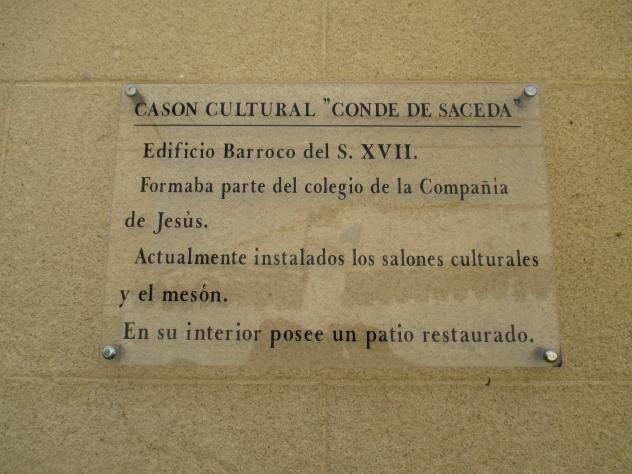 CASON CULTURAL "CONDE DE SACEDA"
Edificio Barroco del S. XVII.
Formaba parte del colegio de la Compañia
de Jesùs.
Actualmente instalados los salones culturales
y el mesón.
En su interior posee un patio restaurado.